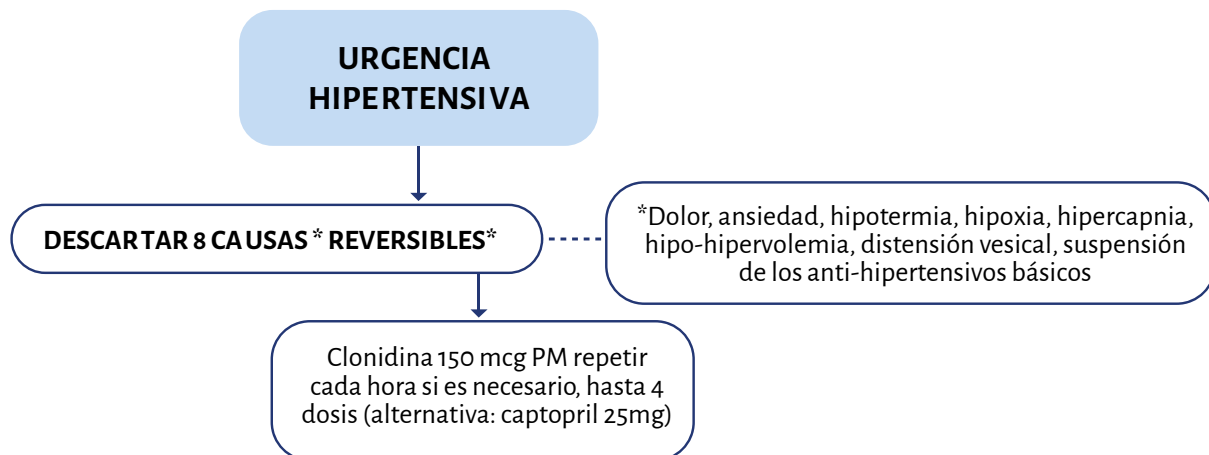 URGENCIA
HIPERTENSIVA
DESCARTAR 8 CAUSAS * REVERSIBLES*
*Dolor, ansiedad, hipotermia, hipoxia, hipercapnia,
hipo-hipervolemia, distensión vesical, suspensión
de los anti-hipertensivos básicos
Clonidina 150 mcg PM repetir
cada hora si es necesario, hasta 4
dosis (alternativa: captopril 25mg)